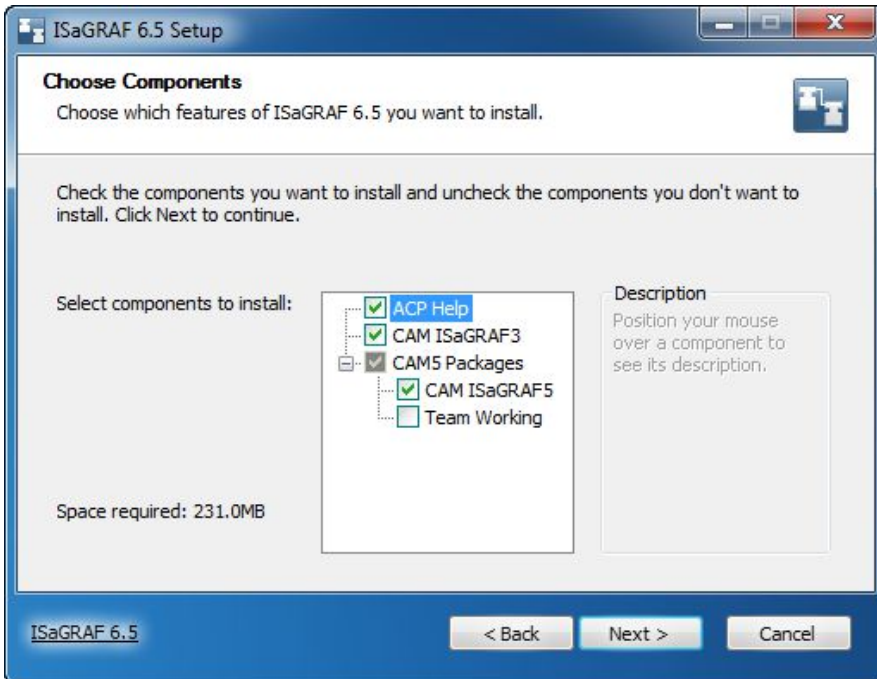 ISaGRAF 6.5 Setup
Choose Components
Choose which features of ISaGRAF 6.5 you want to install.
Check the components you want to install and uncheck the components you don't want to
install. Click Next to continue.
Select components to install:
ACP Help
CAM ISaGRAF3
CAM5 Packages
CAM ISaGRAF5
Team Working
Description
Position your mouse
over a component to
see its description.
Space required: 231.0MB
ISaGRAF 6.5
< Back
Next >
Cancel